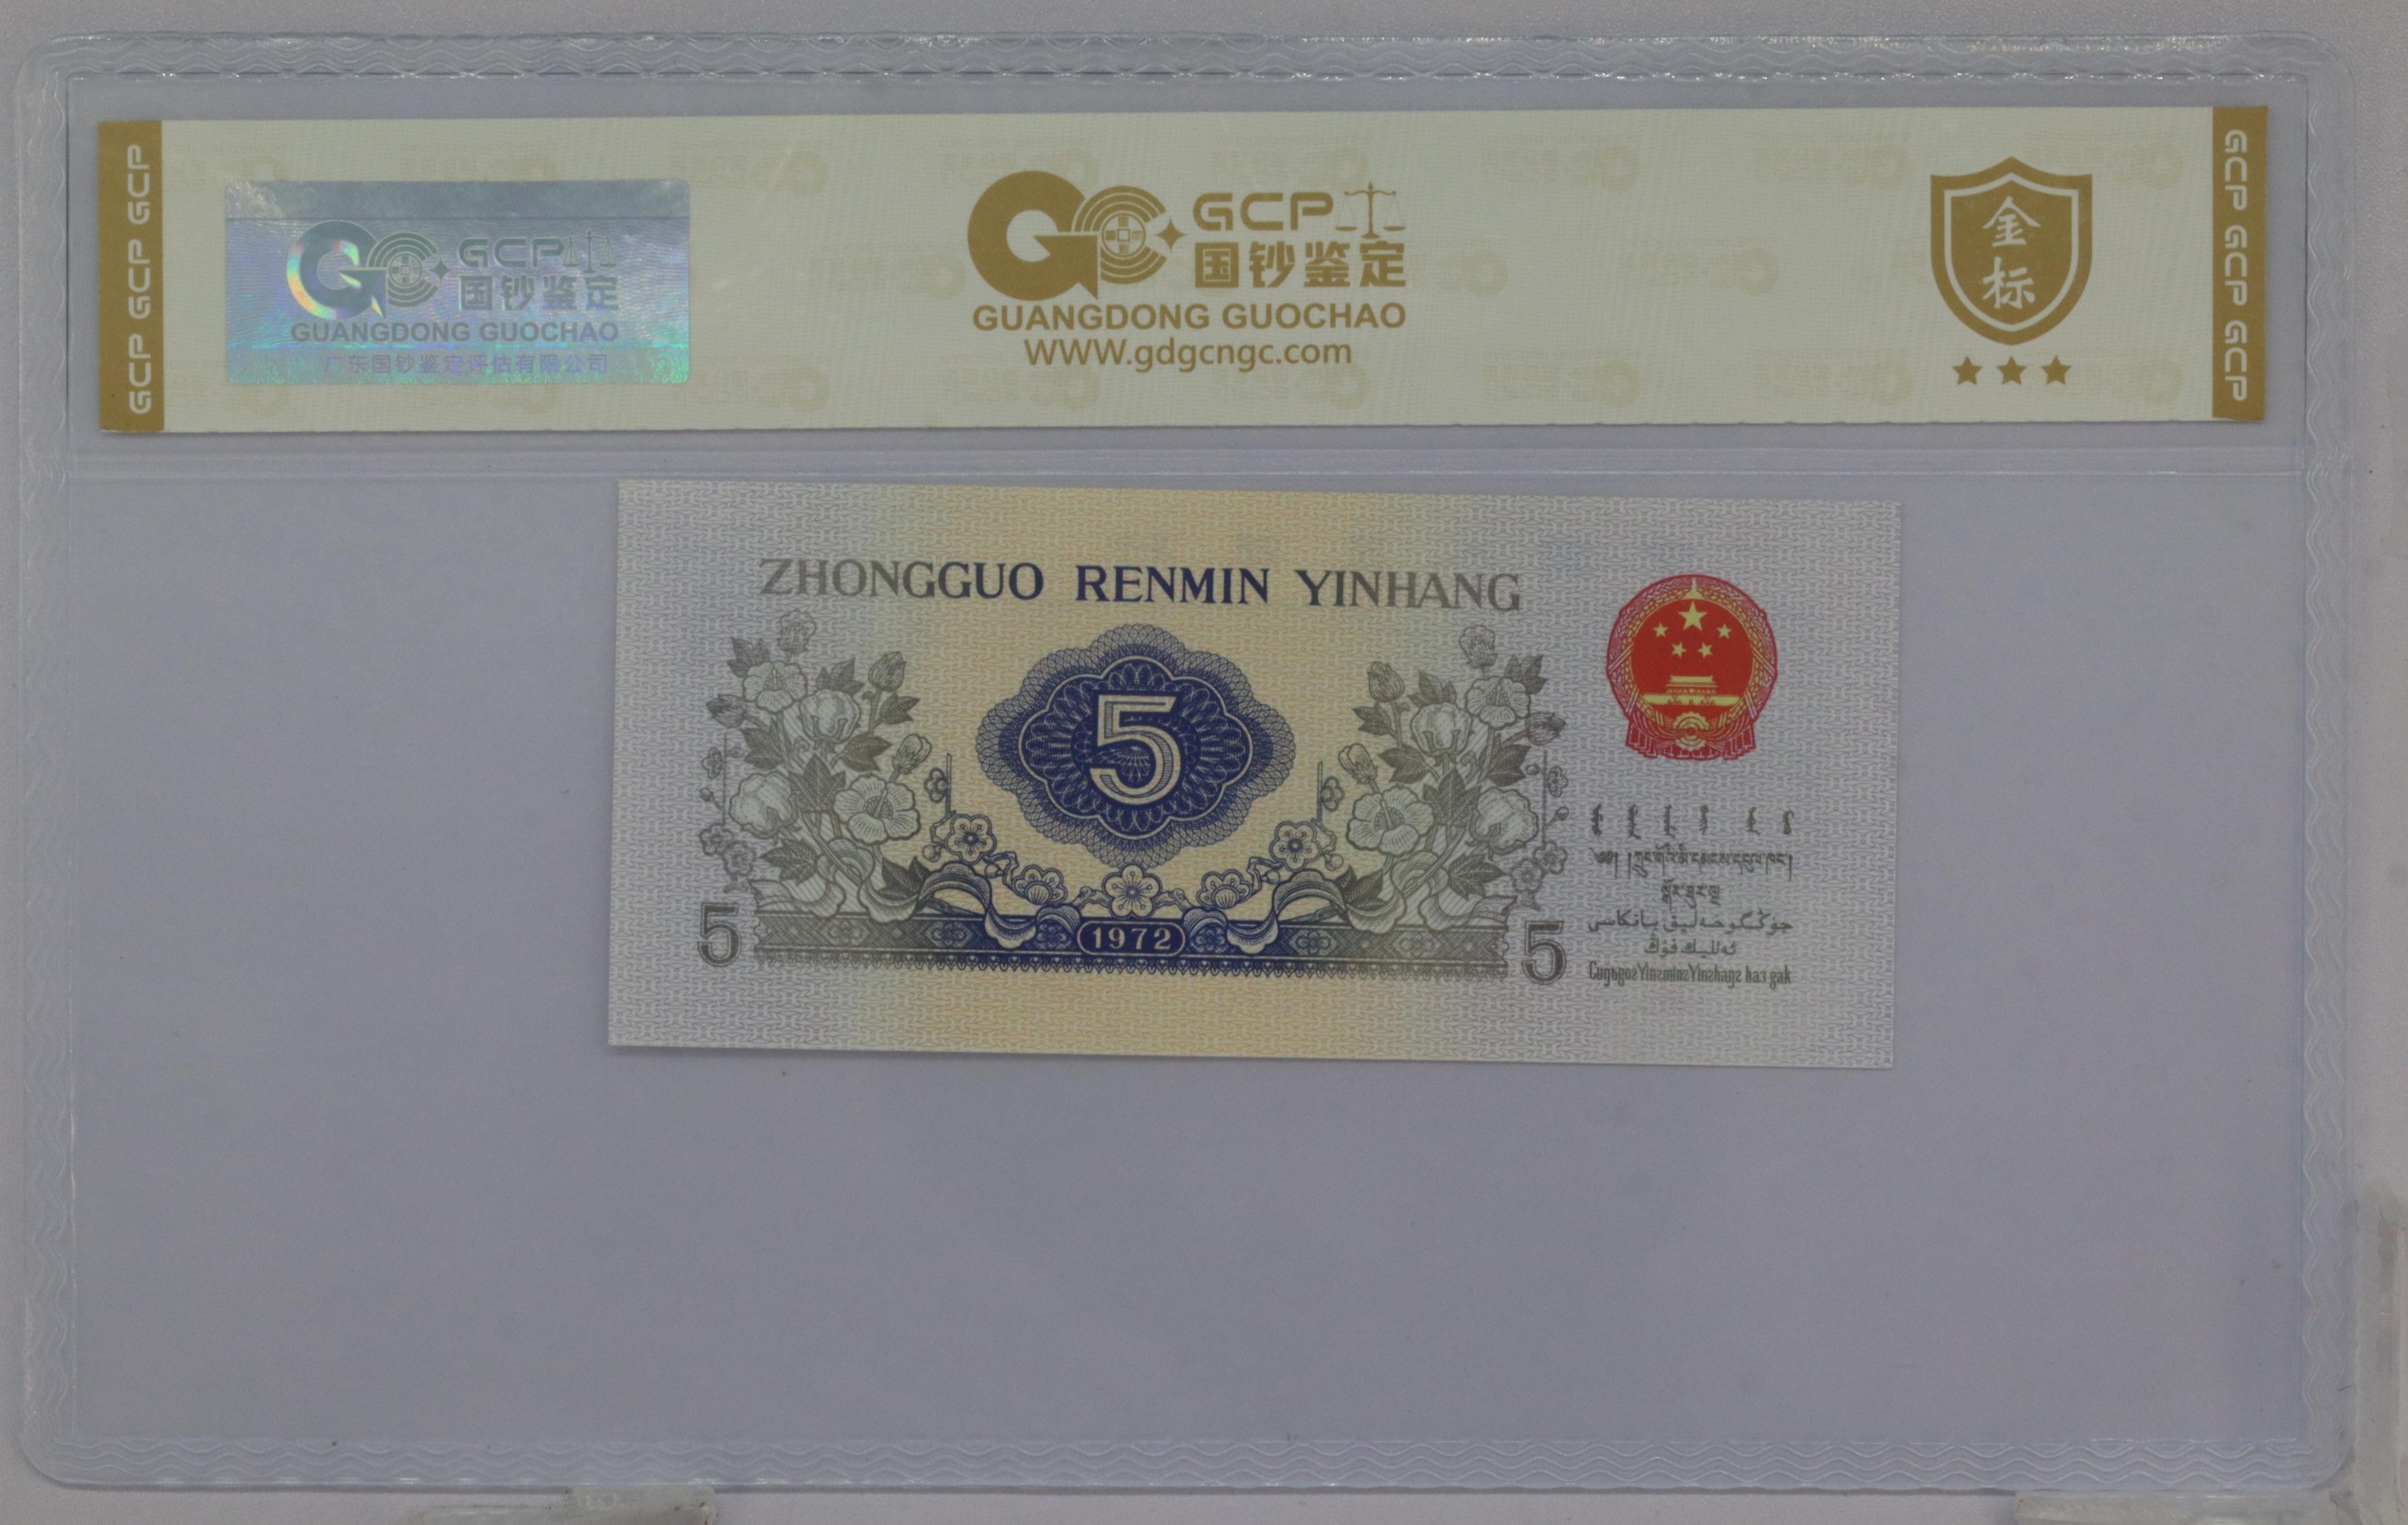 GCP GCP GCP
GCP
国钞鉴定
GUANGDONG GUOCHAO
广东国钞鉴定评估有限公司
GCP
国钞鉴定
GUANGDONG GUOCHAO
WWW.gdgcngc.com
金
标
GCP GCP GCP
ZHONGGUO RENMIN YINHANG
5
1972
5
5